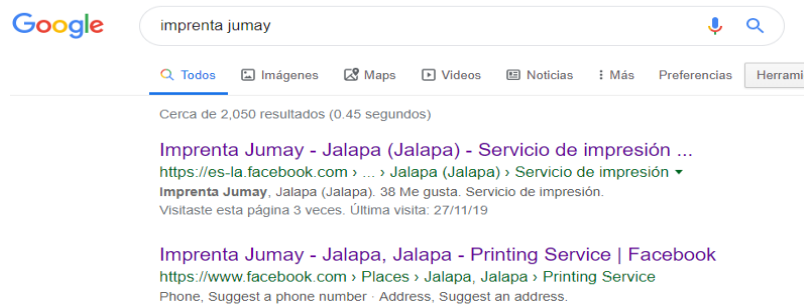 Google imprenta jumay
Todos Imágenes Maps Videos Noticias Más Preferencias Herrami
Cerca de 2,050 resultados (0.45 segundos)
Imprenta Jumay - Jalapa (Jalapa) - Servicio de impresión ...
https://es-la.facebook.com › ... › Jalapa (Jalapa) › Servicio de impresión
Imprenta Jumay, Jalapa (Jalapa). 38 Me gusta. Servicio de impresión.
Visitaste esta página 3 veces. Última visita: 27/11/19
Imprenta Jumay - Jalapa, Jalapa - Printing Service | Facebook
https://www.facebook.com › Places › Jalapa, Jalapa › Printing Service
Phone, Suggest a phone number · Address, Suggest an address.